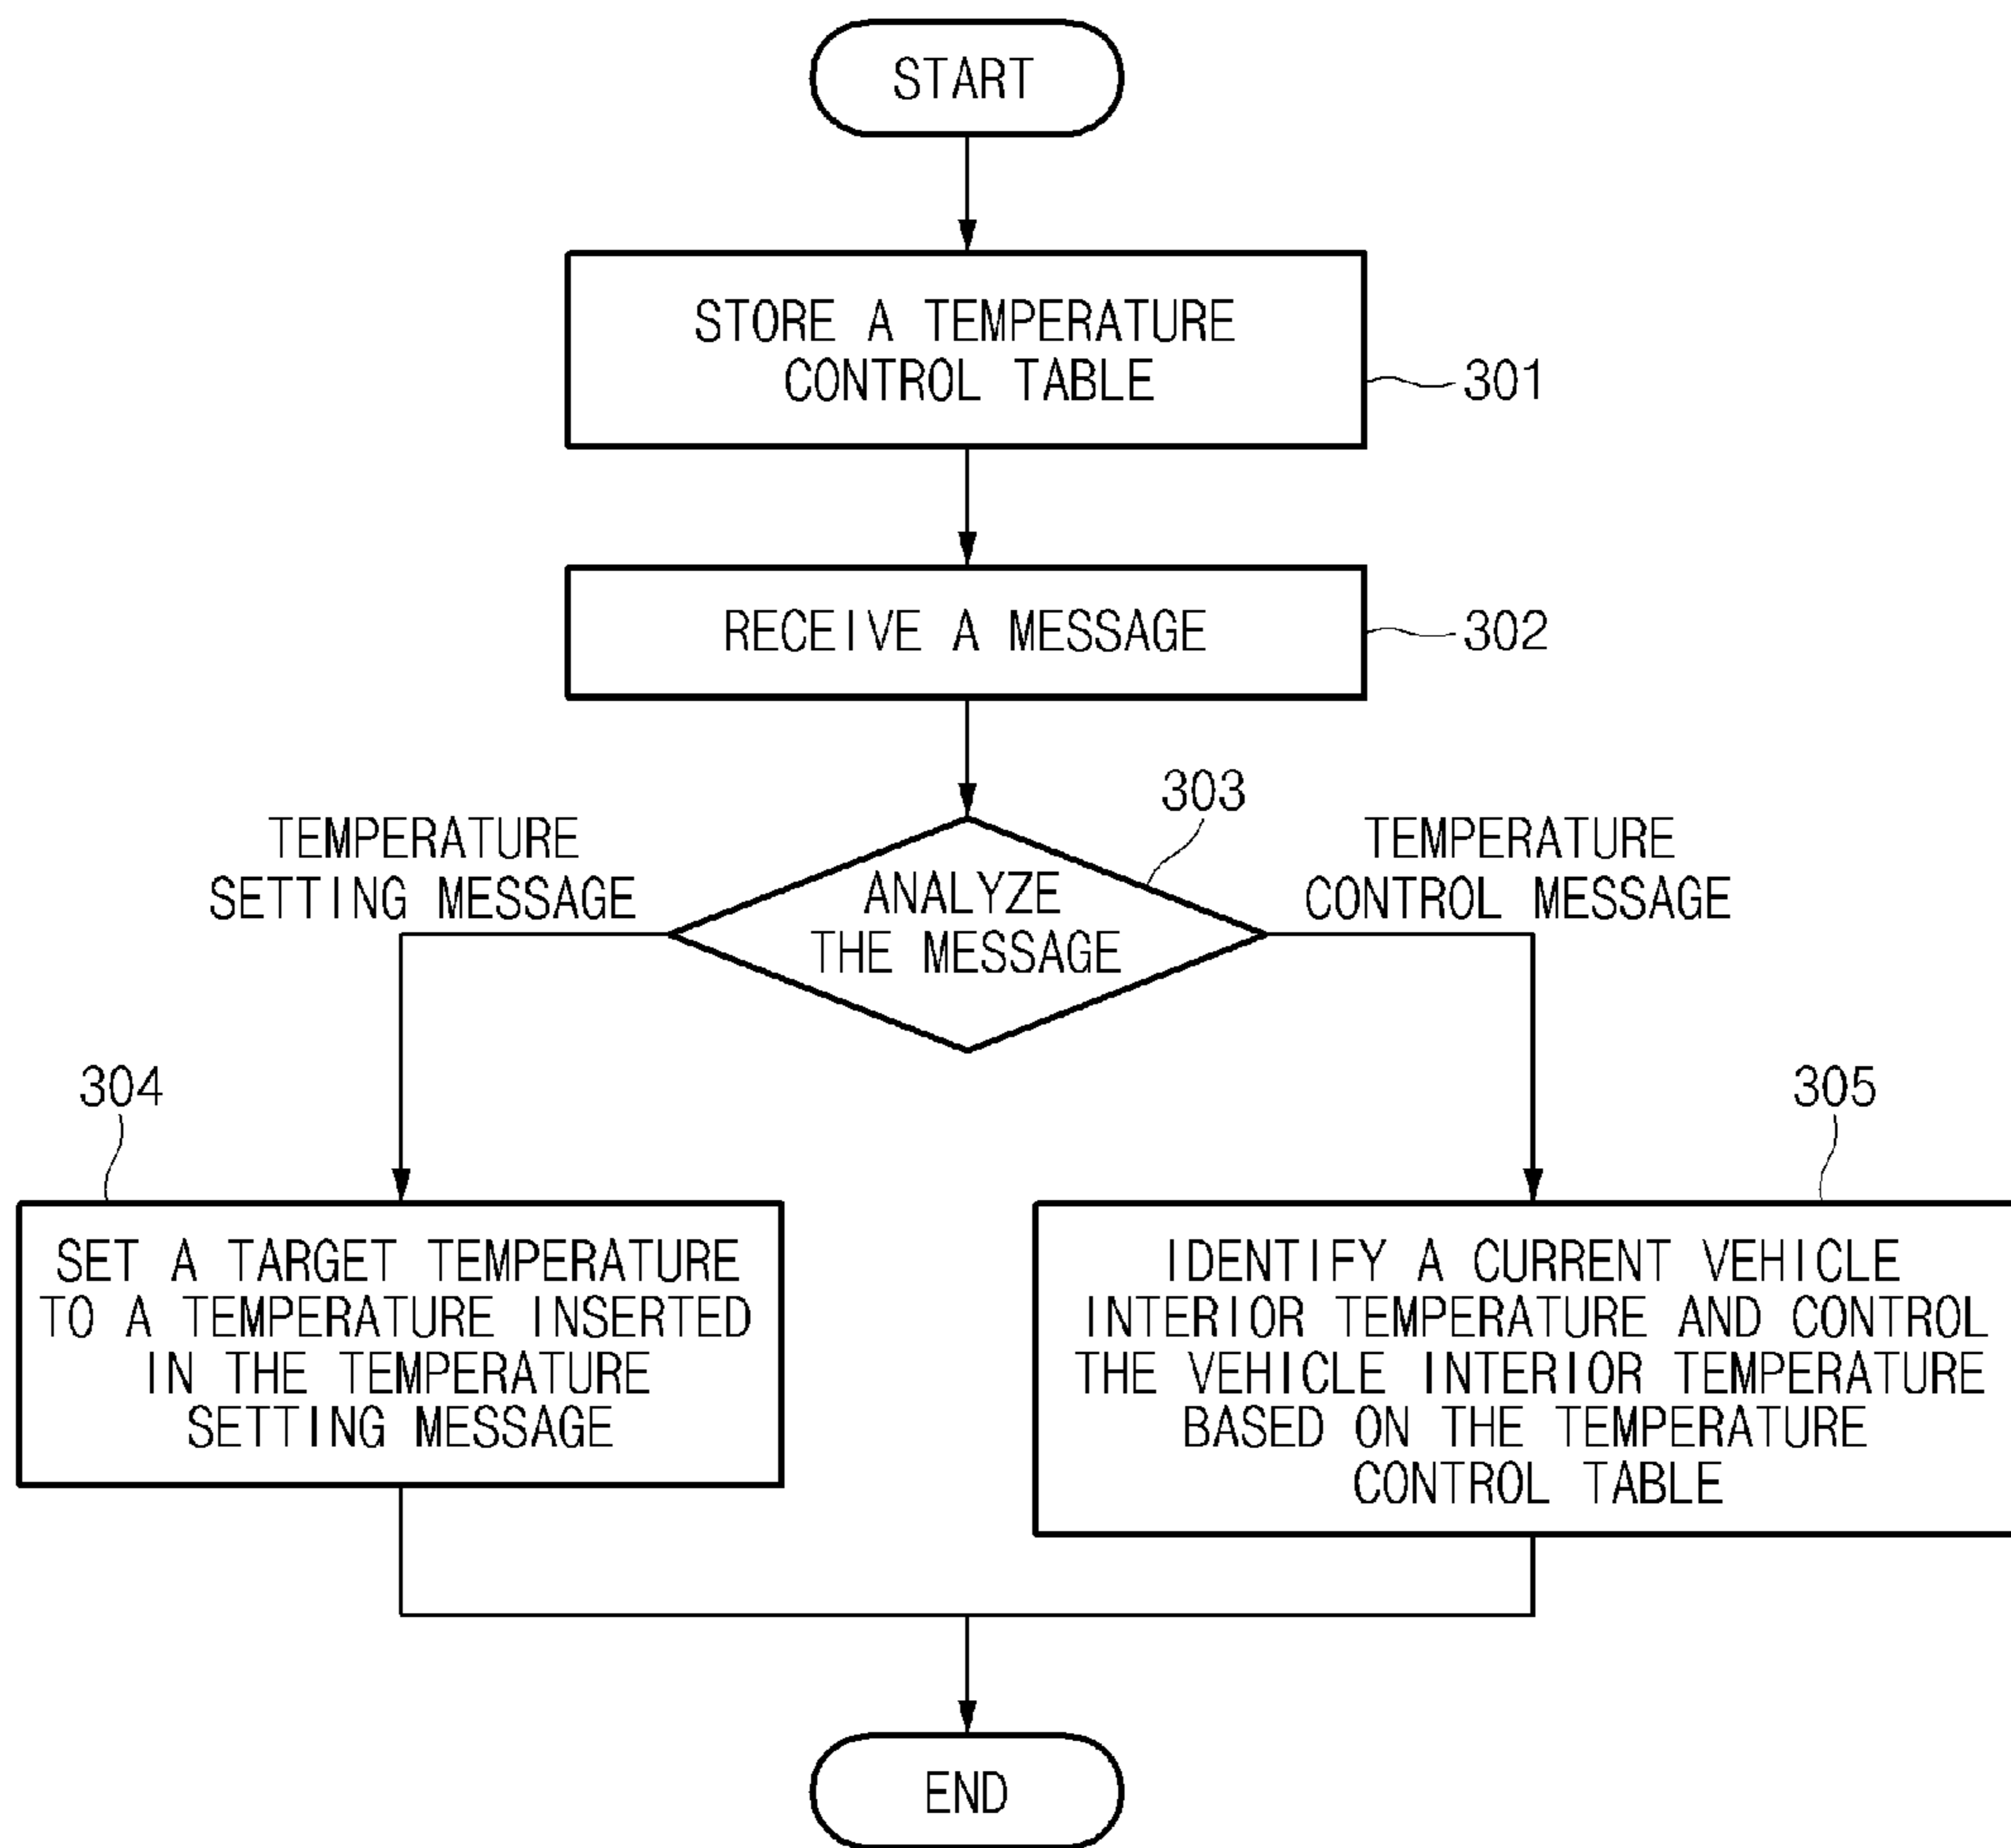 START
STORE A TEMPERATURE
CONTROL TABLE
301
RECEIVE A MESSAGE
302
303
TEMPERATURE
SETTING MESSAGE
ANALYZE
THE MESSAGE
TEMPERATURE
CONTROL MESSAGE
304
SET A TARGET TEMPERATURE
TO A TEMPERATURE INSERTED
IN THE TEMPERATURE
SETTING MESSAGE
305
IDENTIFY A CURRENT VEHICLE
INTERIOR TEMPERATURE AND CONTROL
THE VEHICLE INTERIOR TEMPERATURE
BASED ON THE TEMPERATURE
CONTROL TABLE
END